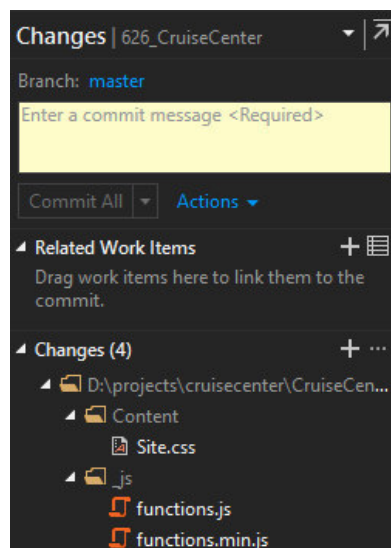 Changes | 626_CruiseCenter
Branch: master
Enter a commit message <Required>
Commit All
Actions
Related Work Items
Drag work items here to link them to the
commit.
Changes (4)
D:\projects\cruisecenter\CruiseCen...
Content
Site.css
_js
functions.js
functions.min.js